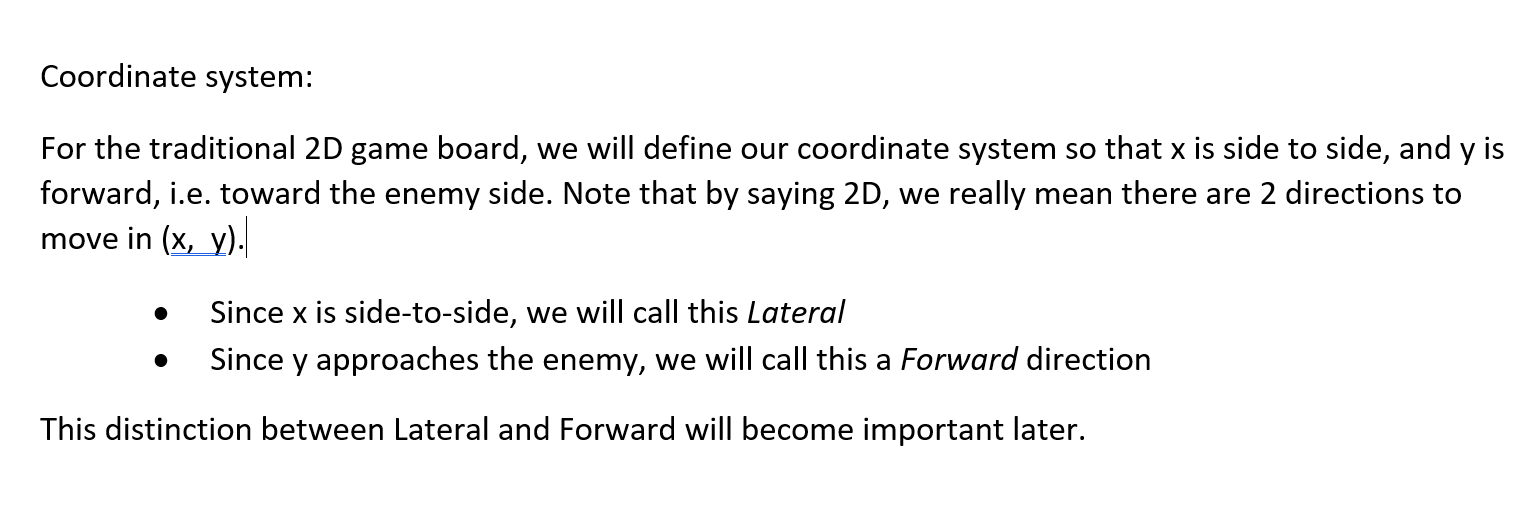 Coordinate system:
For the traditional 2D game board, we will define our coordinate system so that x is side to side, and y is
forward, i.e. toward the enemy side. Note that by saying 2D, we really mean there are 2 directions to
move in (x,  y).
• Since x is side-to-side, we will call this Lateral
• Since y approaches the enemy, we will call this a Forward direction
This distinction between Lateral and Forward will become important later.